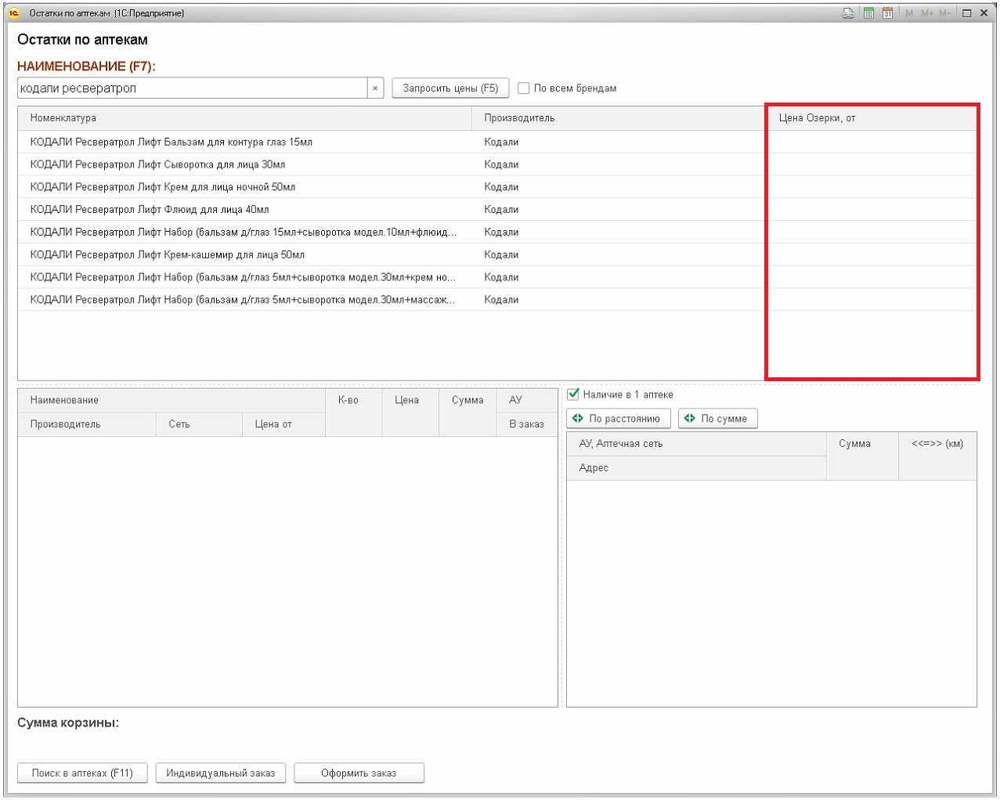 Остатки по аптекам (1С:Предприятие)
M M+ M-
Остатки по аптекам
НАИМЕНОВАНИЕ (F7):
кодали ресвератрол × Запросить цены (F5) По всем брендам
Номенклатура Производитель Цена Озерки, от
КОДАЛИ Ресвератрол Лифт Бальзам для контура глаз 15мл Кодали
КОДАЛИ Ресвератрол Лифт Сыворотка для лица 30мл Кодали
КОДАЛИ Ресвератрол Лифт Крем для лица ночной 50мл Кодали
КОДАЛИ Ресвератрол Лифт Флюид для лица 40мл Кодали
КОДАЛИ Ресвератрол Лифт Набор (бальзам д/глаз 15мл+сыворотка модел.10мл+флюид... Кодали
КОДАЛИ Ресвератрол Лифт Крем-кашемир для лица 50мл Кодали
КОДАЛИ Ресвератрол Лифт Набор (бальзам д/глаз 5мл+сыворотка модел.30мл+крем но... Кодали
КОДАЛИ Ресвератрол Лифт Набор (бальзам д/глаз 5мл+сыворотка модел.30мл+массаж... Кодали
Наименование К-во Цена Сумма АУ
Производитель Сеть Цена от В заказ
Наличие в 1 аптеке
По расстоянию По сумме
АУ, Аптечная сеть Сумма <<=>> (км)
Адрес
Сумма корзины:
Поиск в аптеках (F11) Индивидуальный заказ Оформить заказ